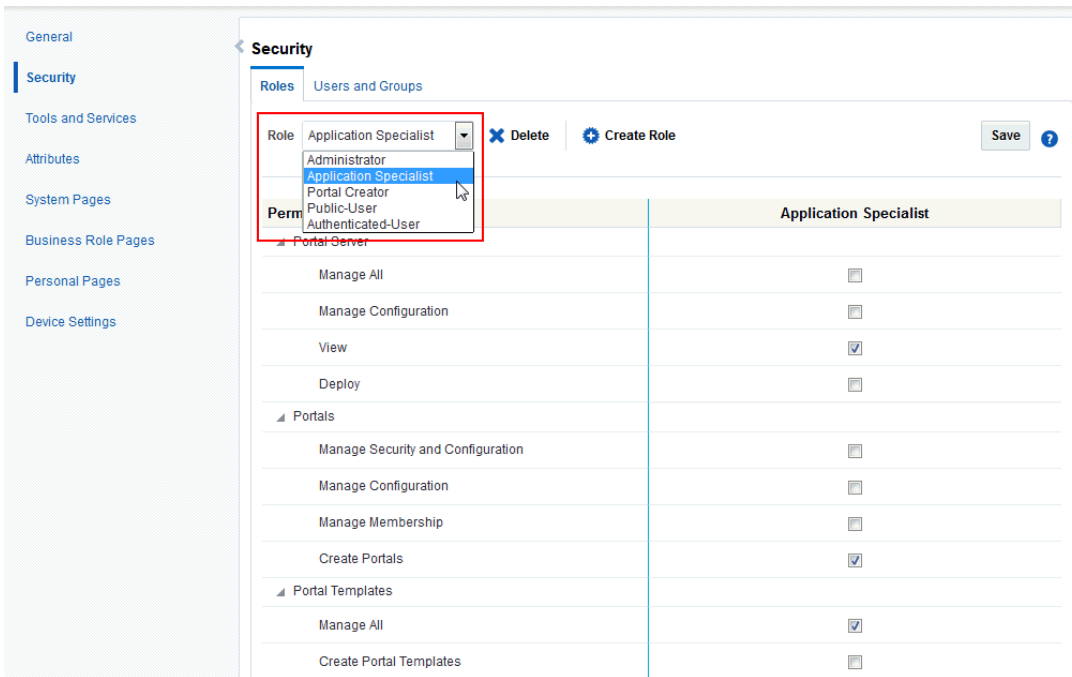 General
Security
Tools and Services
Attributes
System Pages
Business Role Pages
Personal Pages
Device Settings
Security
Roles Users and Groups
Role Application Specialist Delete Create Role Save ?
Administrator
Application Specialist
Portal Creator
Public-User
Authenticated-User
Perm Application Specialist
Portal Server
Manage All
Manage Configuration
View
Deploy
Portals
Manage Security and Configuration
Manage Configuration
Manage Membership
Create Portals
Portal Templates
Manage All
Create Portal Templates